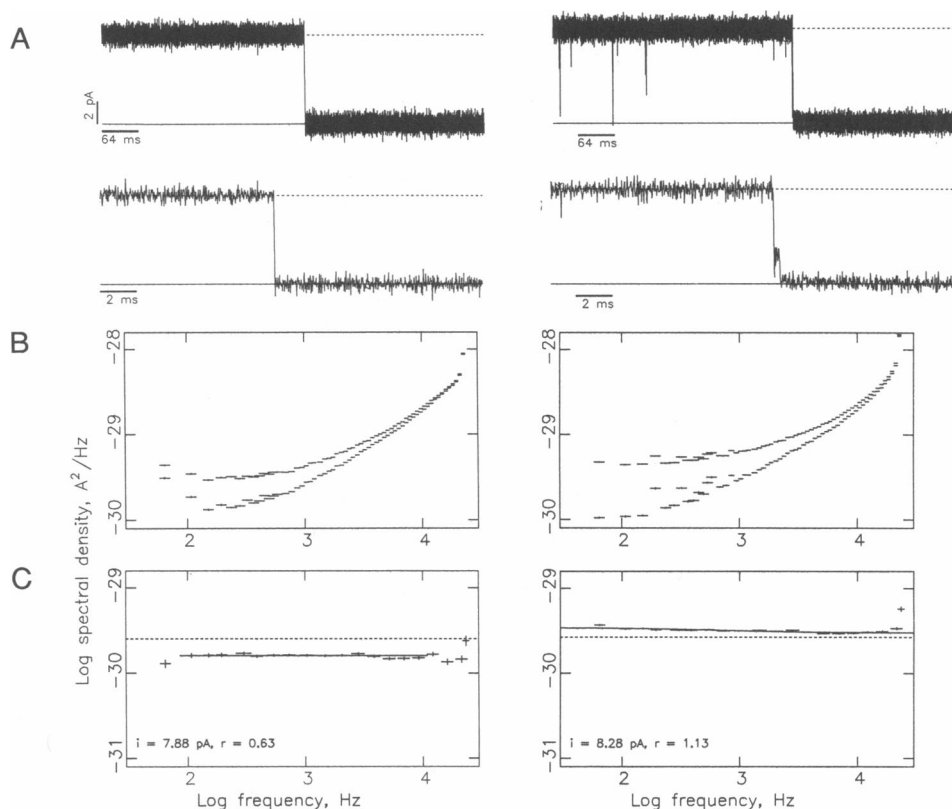 A
2 pA
64 ms
64 ms
2 ms
2 ms
B
-28
-29
-30
2
3
4
-28
-29
-30
2
3
4
Log spectral density, A²/Hz
C
-29
-30
-31
i = 7.88 pA, r = 0.63
2
3
4
Log frequency, Hz
-29
-30
-31
i = 8.28 pA, r = 1.13
2
3
4
Log frequency, Hz